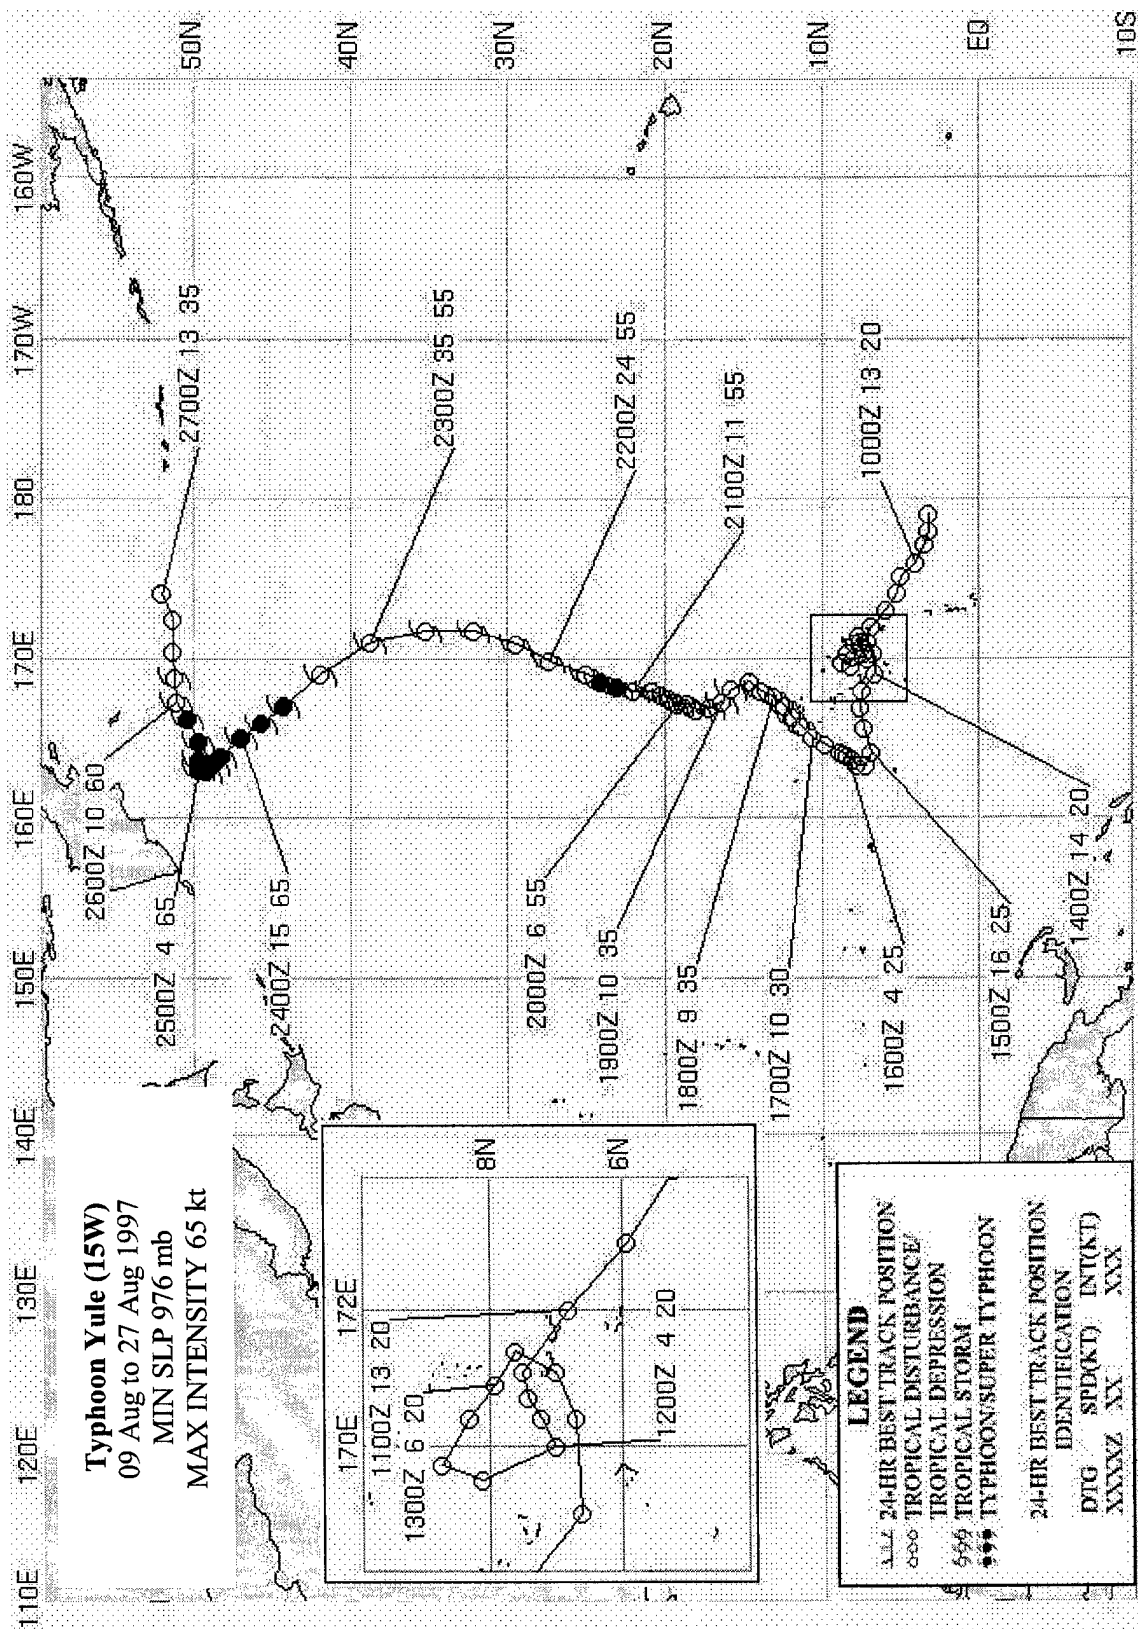 Typhoon Yule (15W)
09 Aug to 27 Aug 1997
MIN SLP 976 mb
MAX INTENSITY 65 kt
110E
120E
130E
140E
150E
160E
170E
180
170W
160W
50N
40N
30N
20N
10N
EQ
10S
2700Z 13 35
2600Z 10 60
2500Z 4 65
2400Z 15 65
2300Z 35 55
2200Z 24 55
2100Z 11 55
2000Z 6 55
1900Z 10 35
1800Z 9 35
1700Z 10 30
1600Z 4 25
1500Z 16 25
1400Z 14 20
1000Z 13 20
170E
172E
8N
6N
1300Z 6 20
1100Z 13 20
1200Z 4 20
LEGEND
24-HR BEST TRACK POSITION
TROPICAL DISTURBANCE/
TROPICAL DEPRESSION
TROPICAL STORM
TYPHOON/SUPER TYPHOON
24-HR BEST TRACK POSITION
IDENTIFICATION
DTG SPD(KT) INT(KT)
XXXXZ XX XXX